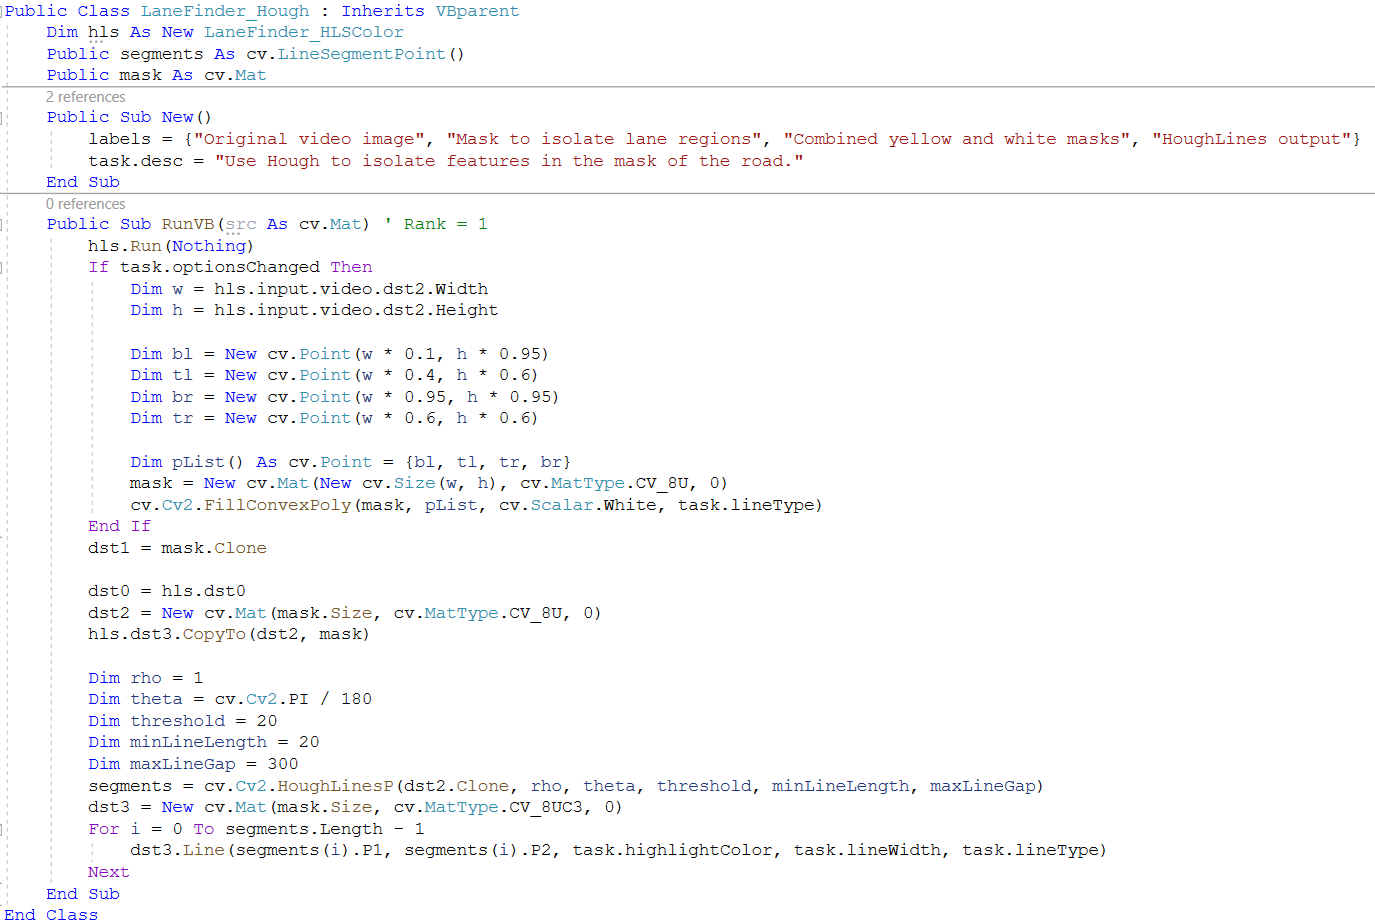 Public Class LaneFinder_Hough : Inherits VBparent
    Dim hls As New LaneFinder_HLSColor
    Public segments As cv.LineSegmentPoint()
    Public mask As cv.Mat
    2 references
    Public Sub New()
        labels = {"Original video image", "Mask to isolate lane regions", "Combined yellow and white masks", "HoughLines output"}
        task.desc = "Use Hough to isolate features in the mask of the road."
    End Sub
    0 references
    Public Sub RunVB(src As cv.Mat) ' Rank = 1
        hls.Run(Nothing)
        If task.optionsChanged Then
            Dim w = hls.input.video.dst2.Width
            Dim h = hls.input.video.dst2.Height

            Dim bl = New cv.Point(w * 0.1, h * 0.95)
            Dim tl = New cv.Point(w * 0.4, h * 0.6)
            Dim br = New cv.Point(w * 0.95, h * 0.95)
            Dim tr = New cv.Point(w * 0.6, h * 0.6)

            Dim pList() As cv.Point = {bl, tl, tr, br}
            mask = New cv.Mat(New cv.Size(w, h), cv.MatType.CV_8U, 0)
            cv.Cv2.FillConvexPoly(mask, pList, cv.Scalar.White, task.lineType)
        End If
        dst1 = mask.Clone

        dst0 = hls.dst0
        dst2 = New cv.Mat(mask.Size, cv.MatType.CV_8U, 0)
        hls.dst3.CopyTo(dst2, mask)

        Dim rho = 1
        Dim theta = cv.Cv2.PI / 180
        Dim threshold = 20
        Dim minLineLength = 20
        Dim maxLineGap = 300
        segments = cv.Cv2.HoughLinesP(dst2.Clone, rho, theta, threshold, minLineLength, maxLineGap)
        dst3 = New cv.Mat(mask.Size, cv.MatType.CV_8UC3, 0)
        For i = 0 To segments.Length - 1
            dst3.Line(segments(i).P1, segments(i).P2, task.highlightColor, task.lineWidth, task.lineType)
        Next
    End Sub
End Class